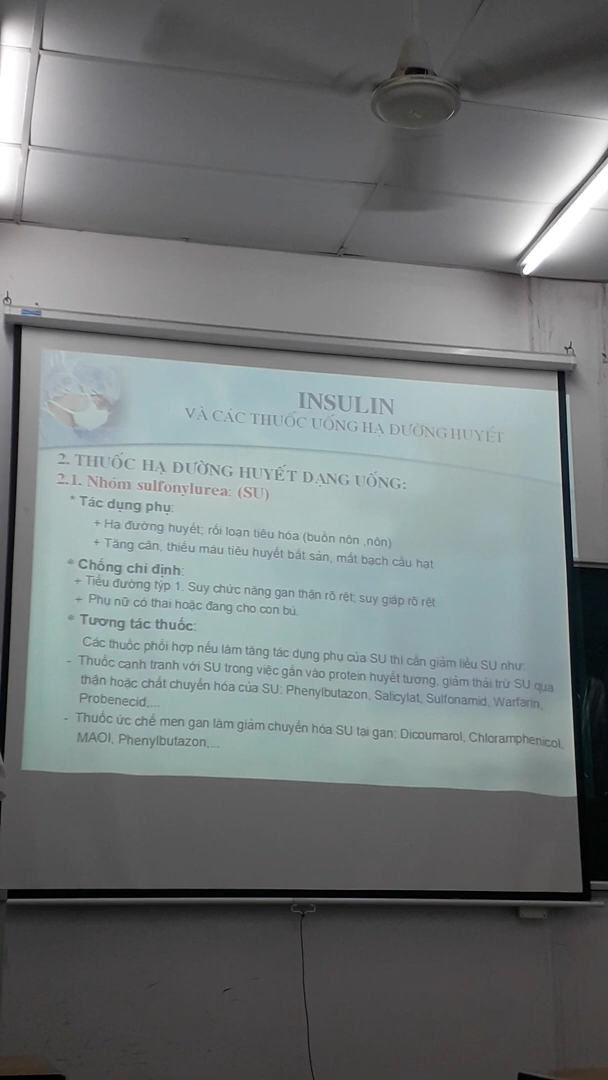 INSULIN
VÀ CÁC THUỐC UỐNG HẠ ĐƯỜNG HUYẾT
2. THUỐC HẠ ĐƯỜNG HUYẾT DẠNG UỐNG:
2.1. Nhóm sulfonylurea: (SU)
* Tác dụng phụ:
+ Hạ đường huyết; rối loạn tiêu hóa (buồn nôn ,nôn)
+ Tăng cân, thiếu máu tiêu huyết bất sản, mất bạch cầu hạt
* Chống chỉ định:
+ Tiểu đường týp 1. Suy chức năng gan thận rõ rệt; suy giáp rõ rệt
+ Phụ nữ có thai hoặc đang cho con bú.
* Tương tác thuốc:
Các thuốc phối hợp nếu làm tăng tác dụng phụ của SU thì cần giảm liều SU như:
- Thuốc cạnh tranh với SU trong việc gắn vào protein huyết tương, giảm thải trừ SU qua
thận hoặc chất chuyển hóa của SU: Phenylbutazon, Salicylat, Sulfonamid, Warfarin,
Probenecid,...
- Thuốc ức chế men gan làm giảm chuyển hóa SU tại gan: Dicoumarol, Chloramphenicol,
MAOI, Phenylbutazon,...